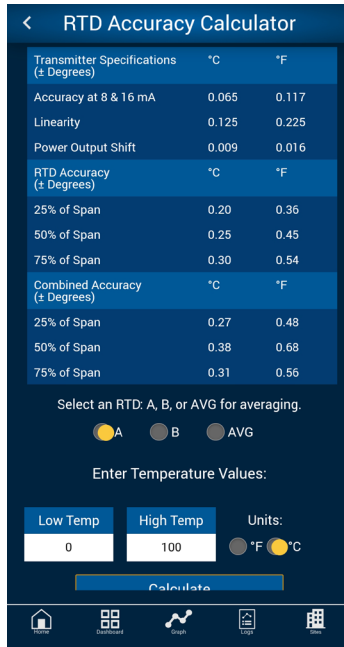 RTD Accuracy Calculator
Transmitter Specifications °C °F
(± Degrees)
Accuracy at 8 & 16 mA 0.065 0.117
Linearity 0.125 0.225
Power Output Shift 0.009 0.016
RTD Accuracy °C °F
(± Degrees)
25% of Span 0.20 0.36
50% of Span 0.25 0.45
75% of Span 0.30 0.54
Combined Accuracy °C °F
(± Degrees)
25% of Span 0.27 0.48
50% of Span 0.38 0.68
75% of Span 0.31 0.56
Select an RTD: A, B, or AVG for averaging.
A B AVG
Enter Temperature Values:
Low Temp High Temp Units:
0 100 °F °C
Calculate
Home Dashboard Graph Logs Sites